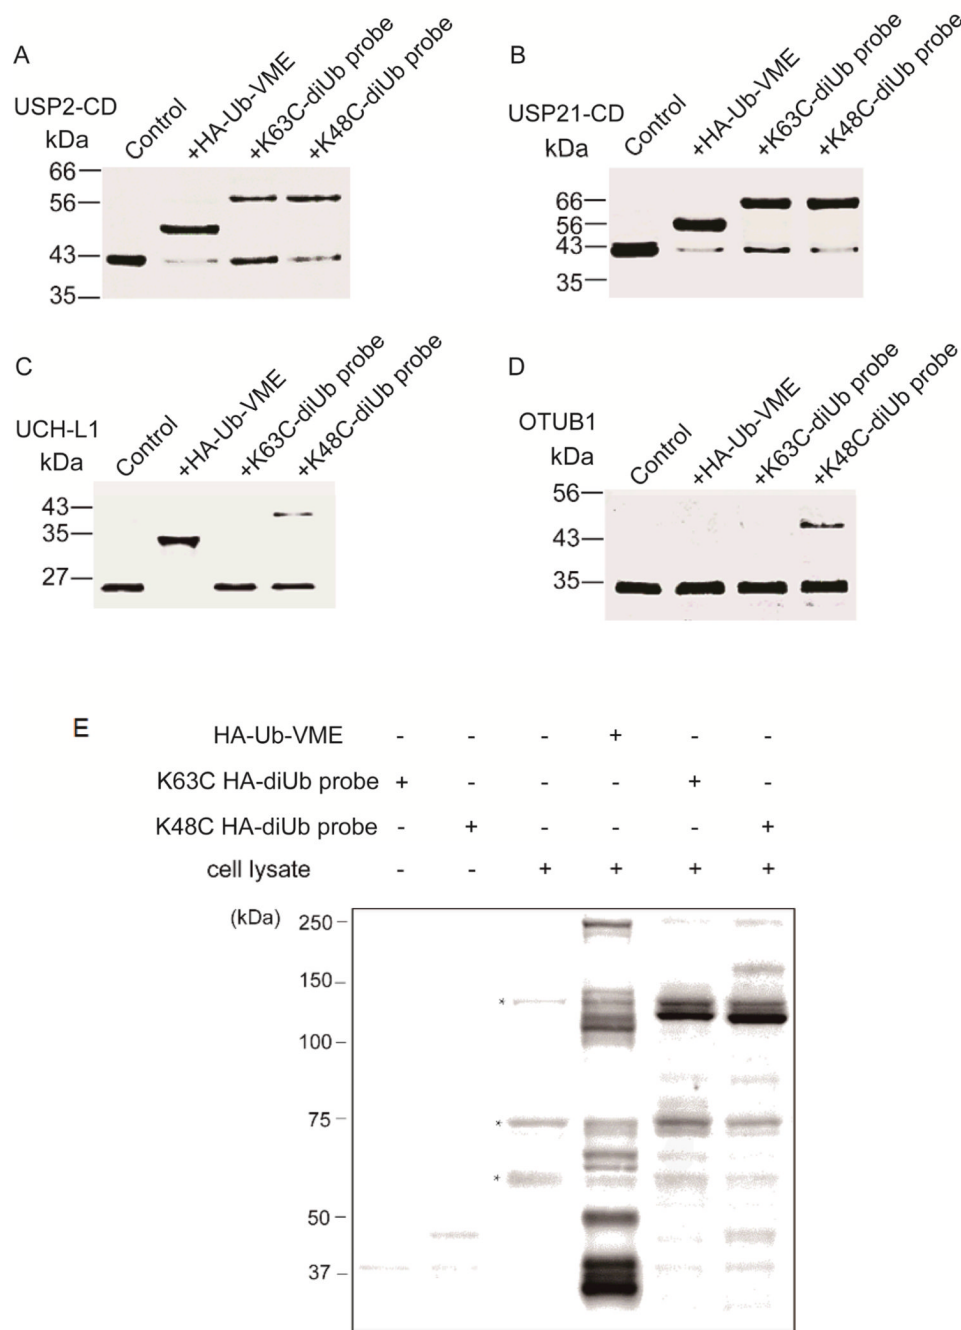 A
USP2-CD
kDa
Control
+HA-Ub-VME
+K63C-diUb probe
+K48C-diUb probe
66
56
43
35
B
USP21-CD
kDa
Control
+HA-Ub-VME
+K63C-diUb probe
+K48C-diUb probe
66
56
43
35
C
UCH-L1
kDa
Control
+HA-Ub-VME
+K63C-diUb probe
+K48C-diUb probe
43
35
27
D
OTUB1
kDa
Control
+HA-Ub-VME
+K63C-diUb probe
+K48C-diUb probe
56
43
35
E
HA-Ub-VME - - - + - -
K63C HA-diUb probe + - - - + -
K48C HA-diUb probe - + - - - +
cell lysate - - + + + +
(kDa)
250
150
*
100
75
*
*
50
37